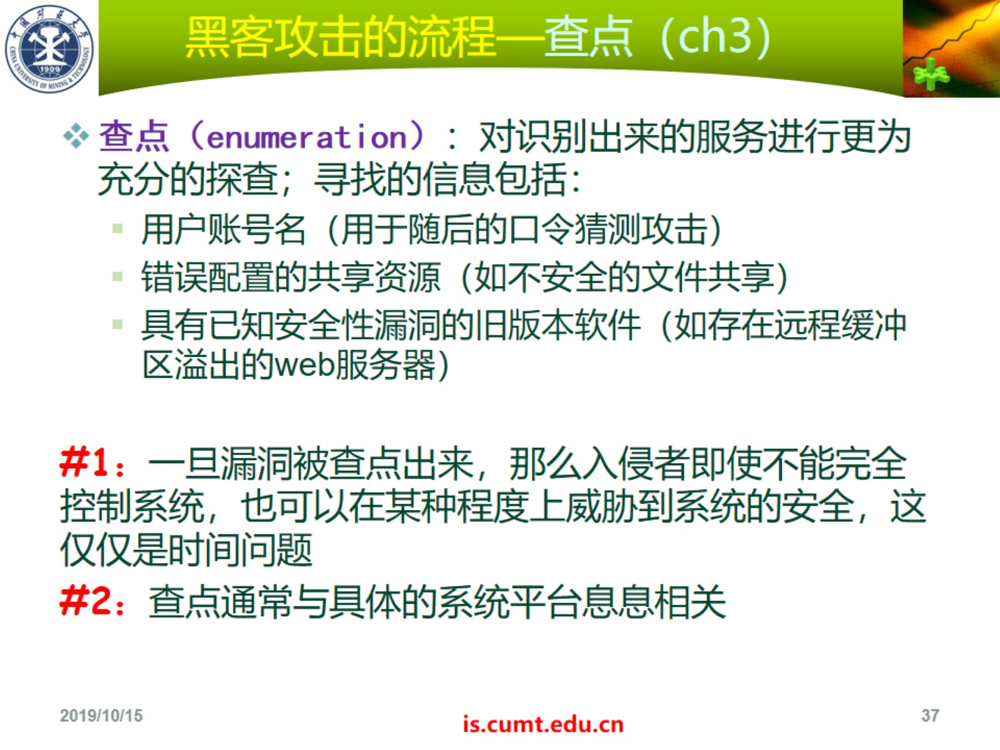 黑客攻击的流程—查点（ch3）
中国矿业大学
CHINA UNIVERSITY OF MINING & TECHNOLOGY
1909
查点（enumeration）：对识别出来的服务进行更为
充分的探查；寻找的信息包括：
用户账号名（用于随后的口令猜测攻击）
错误配置的共享资源（如不安全的文件共享）
具有已知安全性漏洞的旧版本软件（如存在远程缓冲
区溢出的web服务器）
#1：一旦漏洞被查点出来，那么入侵者即使不能完全
控制系统，也可以在某种程度上威胁到系统的安全，这
仅仅是时间问题
#2：查点通常与具体的系统平台息息相关
2019/10/15
is.cumt.edu.cn
37